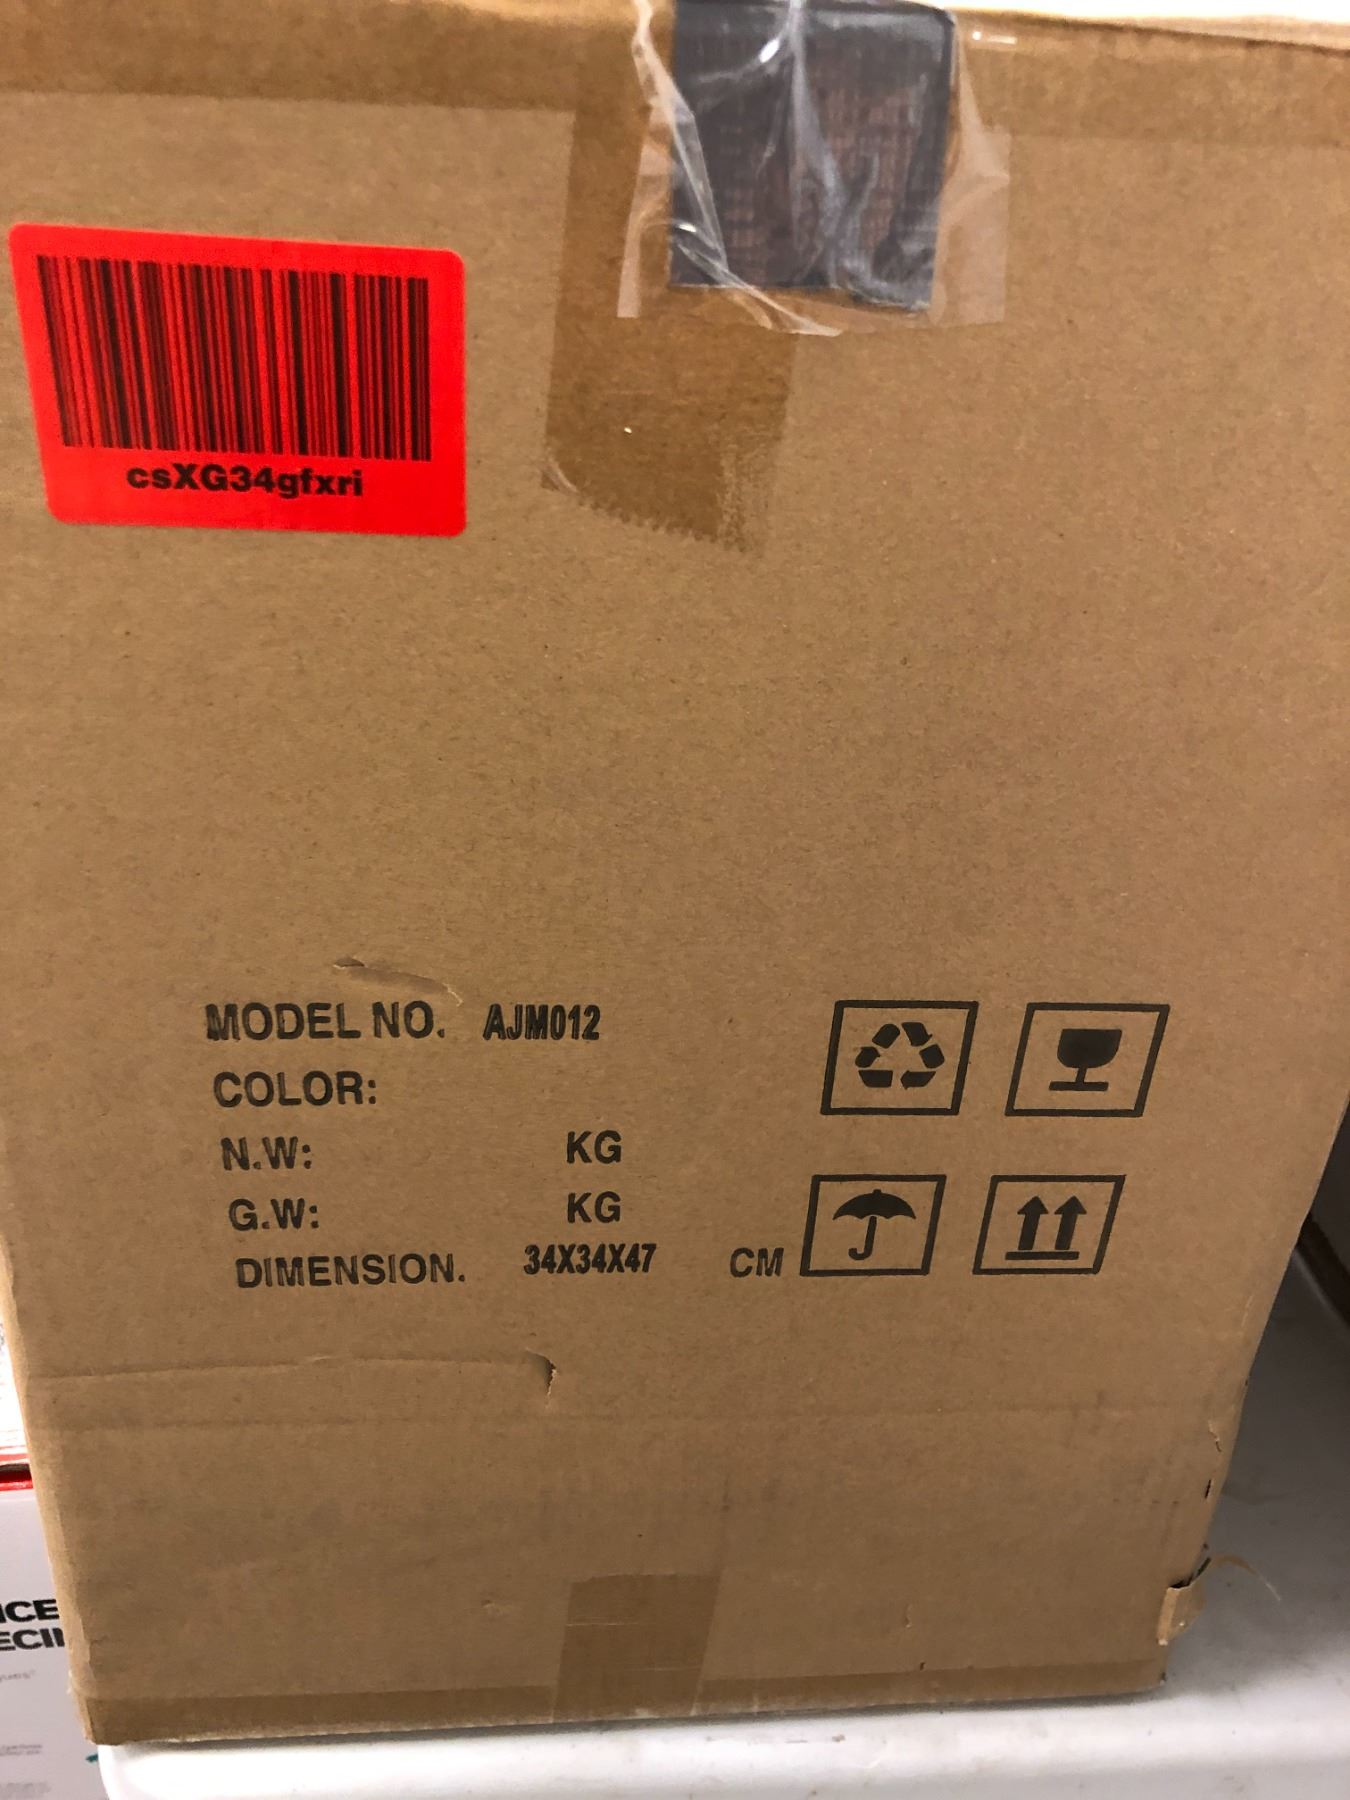 csXG34gfxri
MODEL NO. AJM012
COLOR:
N.W: KG
G.W: KG
DIMENSION. 34X34X47 CM